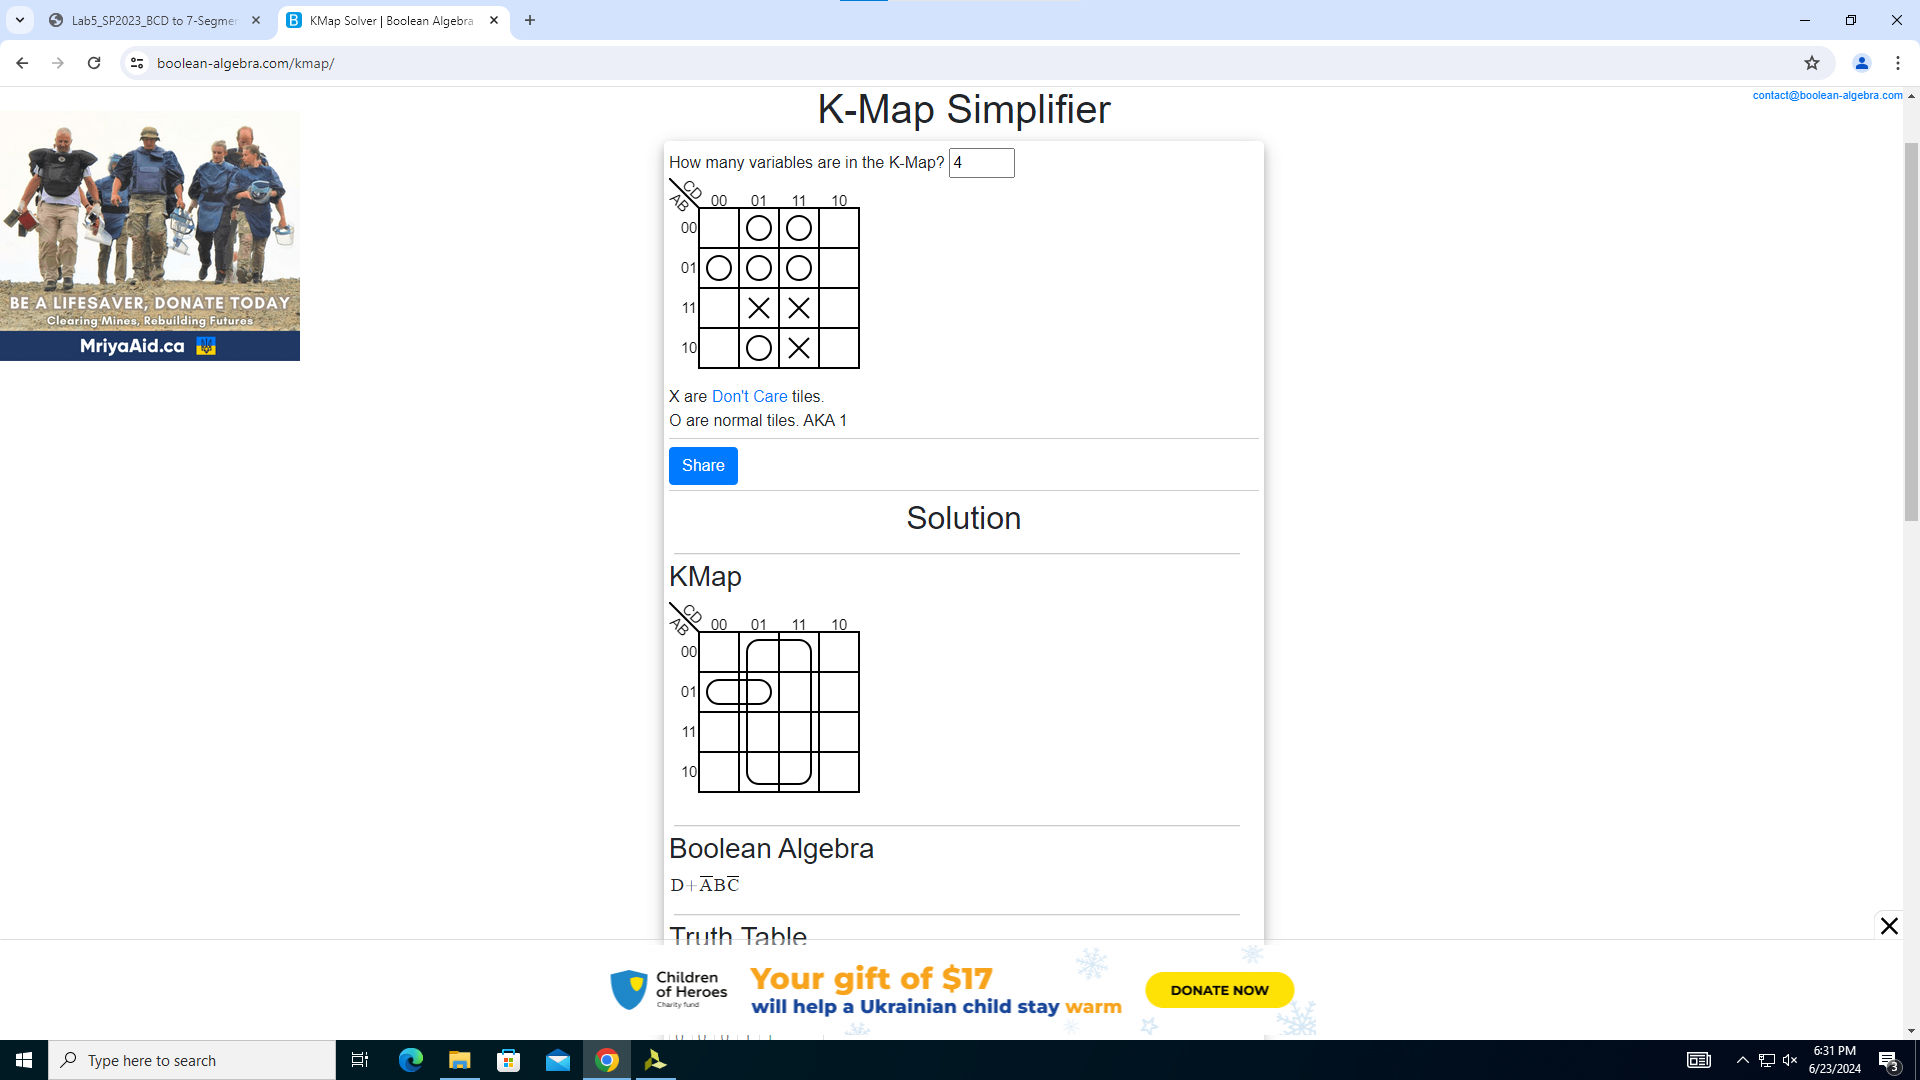 Lab5_SP2023_BCD to 7-Segmer
KMap Solver | Boolean Algebra
boolean-algebra.com/kmap/
contact@boolean-algebra.com
K-Map Simplifier
BE A LIFESAVER, DONATE TODAY
Clearing Mines, Rebuilding Futures
MriyaAid.ca
How many variables are in the K-Map? 4
CD
AB
00 01 11 10
00
01
11
10
X are Don't Care tiles.
O are normal tiles. AKA 1
Share
Solution
KMap
CD
AB
00 01 11 10
00
01
11
10
Boolean Algebra
D+A̅BC̅
Truth Table
Children of Heroes
Charity fund
Your gift of $17
will help a Ukrainian child stay warm
DONATE NOW
Type here to search
6:31 PM
6/23/2024
3